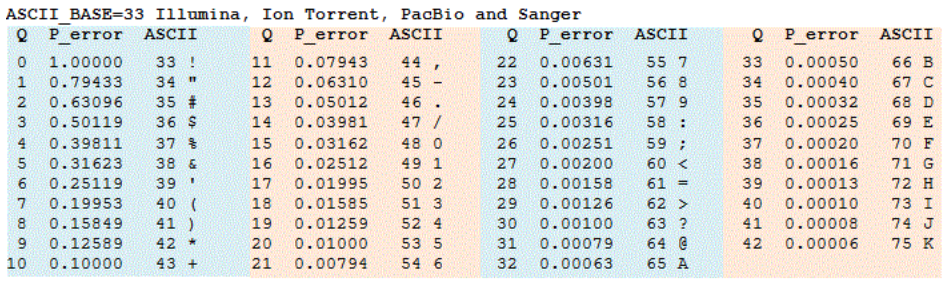 ASCII_BASE=33 Illumina, Ion Torrent, PacBio and Sanger
Q P_error ASCII Q P_error ASCII Q P_error ASCII Q P_error ASCII
0 1.00000 33 ! 11 0.07943 44 , 22 0.00631 55 7 33 0.00050 66 B
1 0.79433 34 " 12 0.06310 45 - 23 0.00501 56 8 34 0.00040 67 C
2 0.63096 35 # 13 0.05012 46 . 24 0.00398 57 9 35 0.00032 68 D
3 0.50119 36 $ 14 0.03981 47 / 25 0.00316 58 : 36 0.00025 69 E
4 0.39811 37 % 15 0.03162 48 0 26 0.00251 59 ; 37 0.00020 70 F
5 0.31623 38 & 16 0.02512 49 1 27 0.00200 60 < 38 0.00016 71 G
6 0.25119 39 ' 17 0.01995 50 2 28 0.00158 61 = 39 0.00013 72 H
7 0.19953 40 ( 18 0.01585 51 3 29 0.00126 62 > 40 0.00010 73 I
8 0.15849 41 ) 19 0.01259 52 4 30 0.00100 63 ? 41 0.00008 74 J
9 0.12589 42 * 20 0.01000 53 5 31 0.00079 64 @ 42 0.00006 75 K
10 0.10000 43 + 21 0.00794 54 6 32 0.00063 65 A